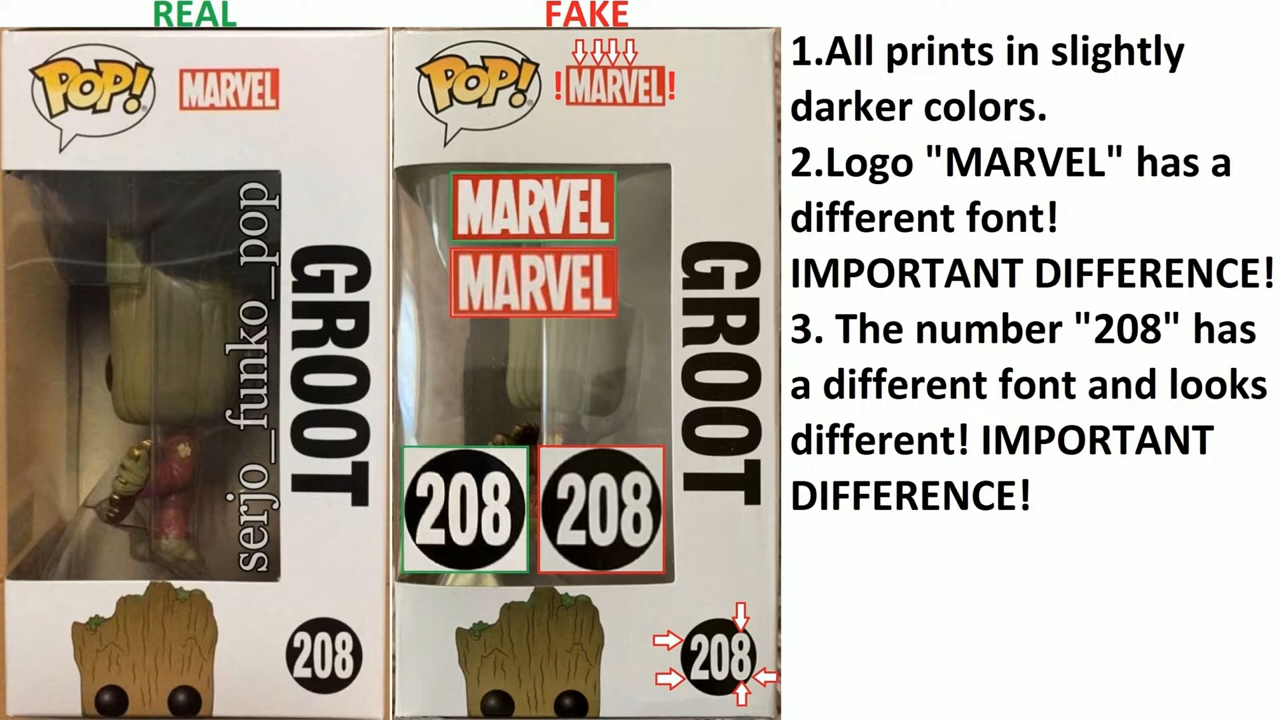 REAL
FAKE
POP!
MARVEL
POP!
! MARVEL !
MARVEL
MARVEL
serjo_funko_pop
GROOT
GROOT
208
208
208
208
1.All prints in slightly
darker colors.
2.Logo "MARVEL" has a
different font!
IMPORTANT DIFFERENCE!
3. The number "208" has
a different font and looks
different! IMPORTANT
DIFFERENCE!